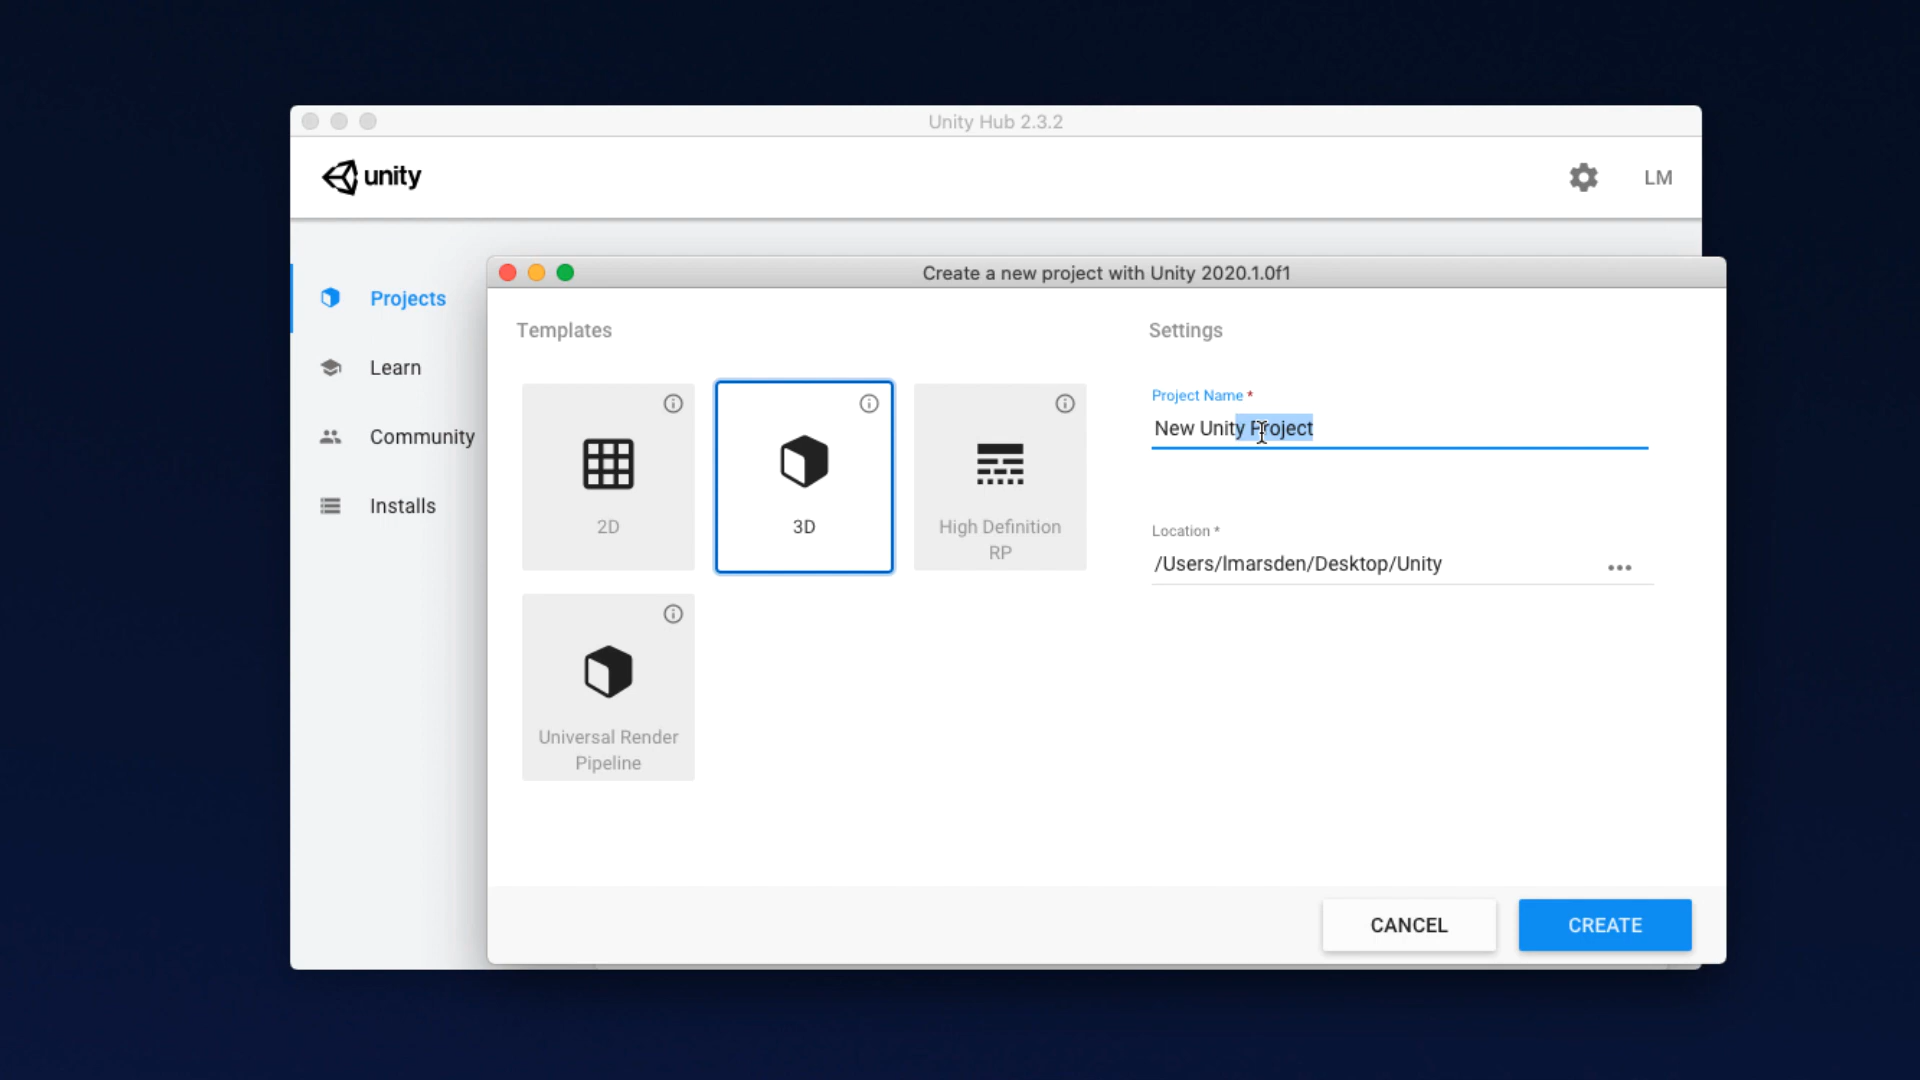 Unity Hub 2.3.2
unity
LM
Projects
Learn
Community
Installs
Create a new project with Unity 2020.1.0f1
Templates
2D
3D
High Definition
RP
Universal Render
Pipeline
Settings
Project Name *
New Unity Project
Location *
/Users/lmarsden/Desktop/Unity
CANCEL
CREATE